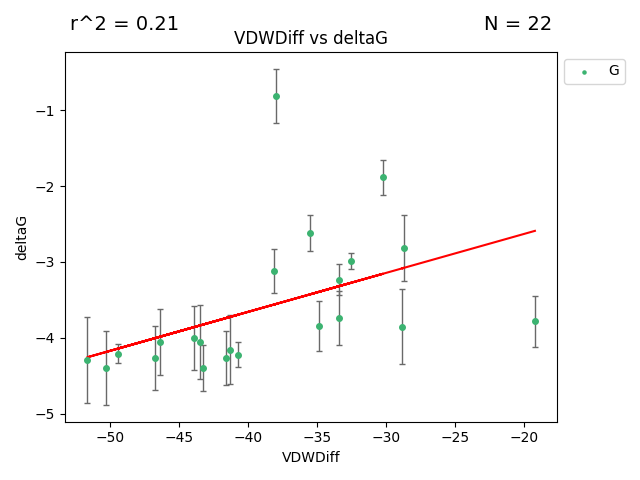 r^2 = 0.21
N = 22
VDWDiff vs deltaG
G
−1
−2
−3
−4
−5
deltaG
−50
−45
−40
−35
−30
−25
−20
VDWDiff